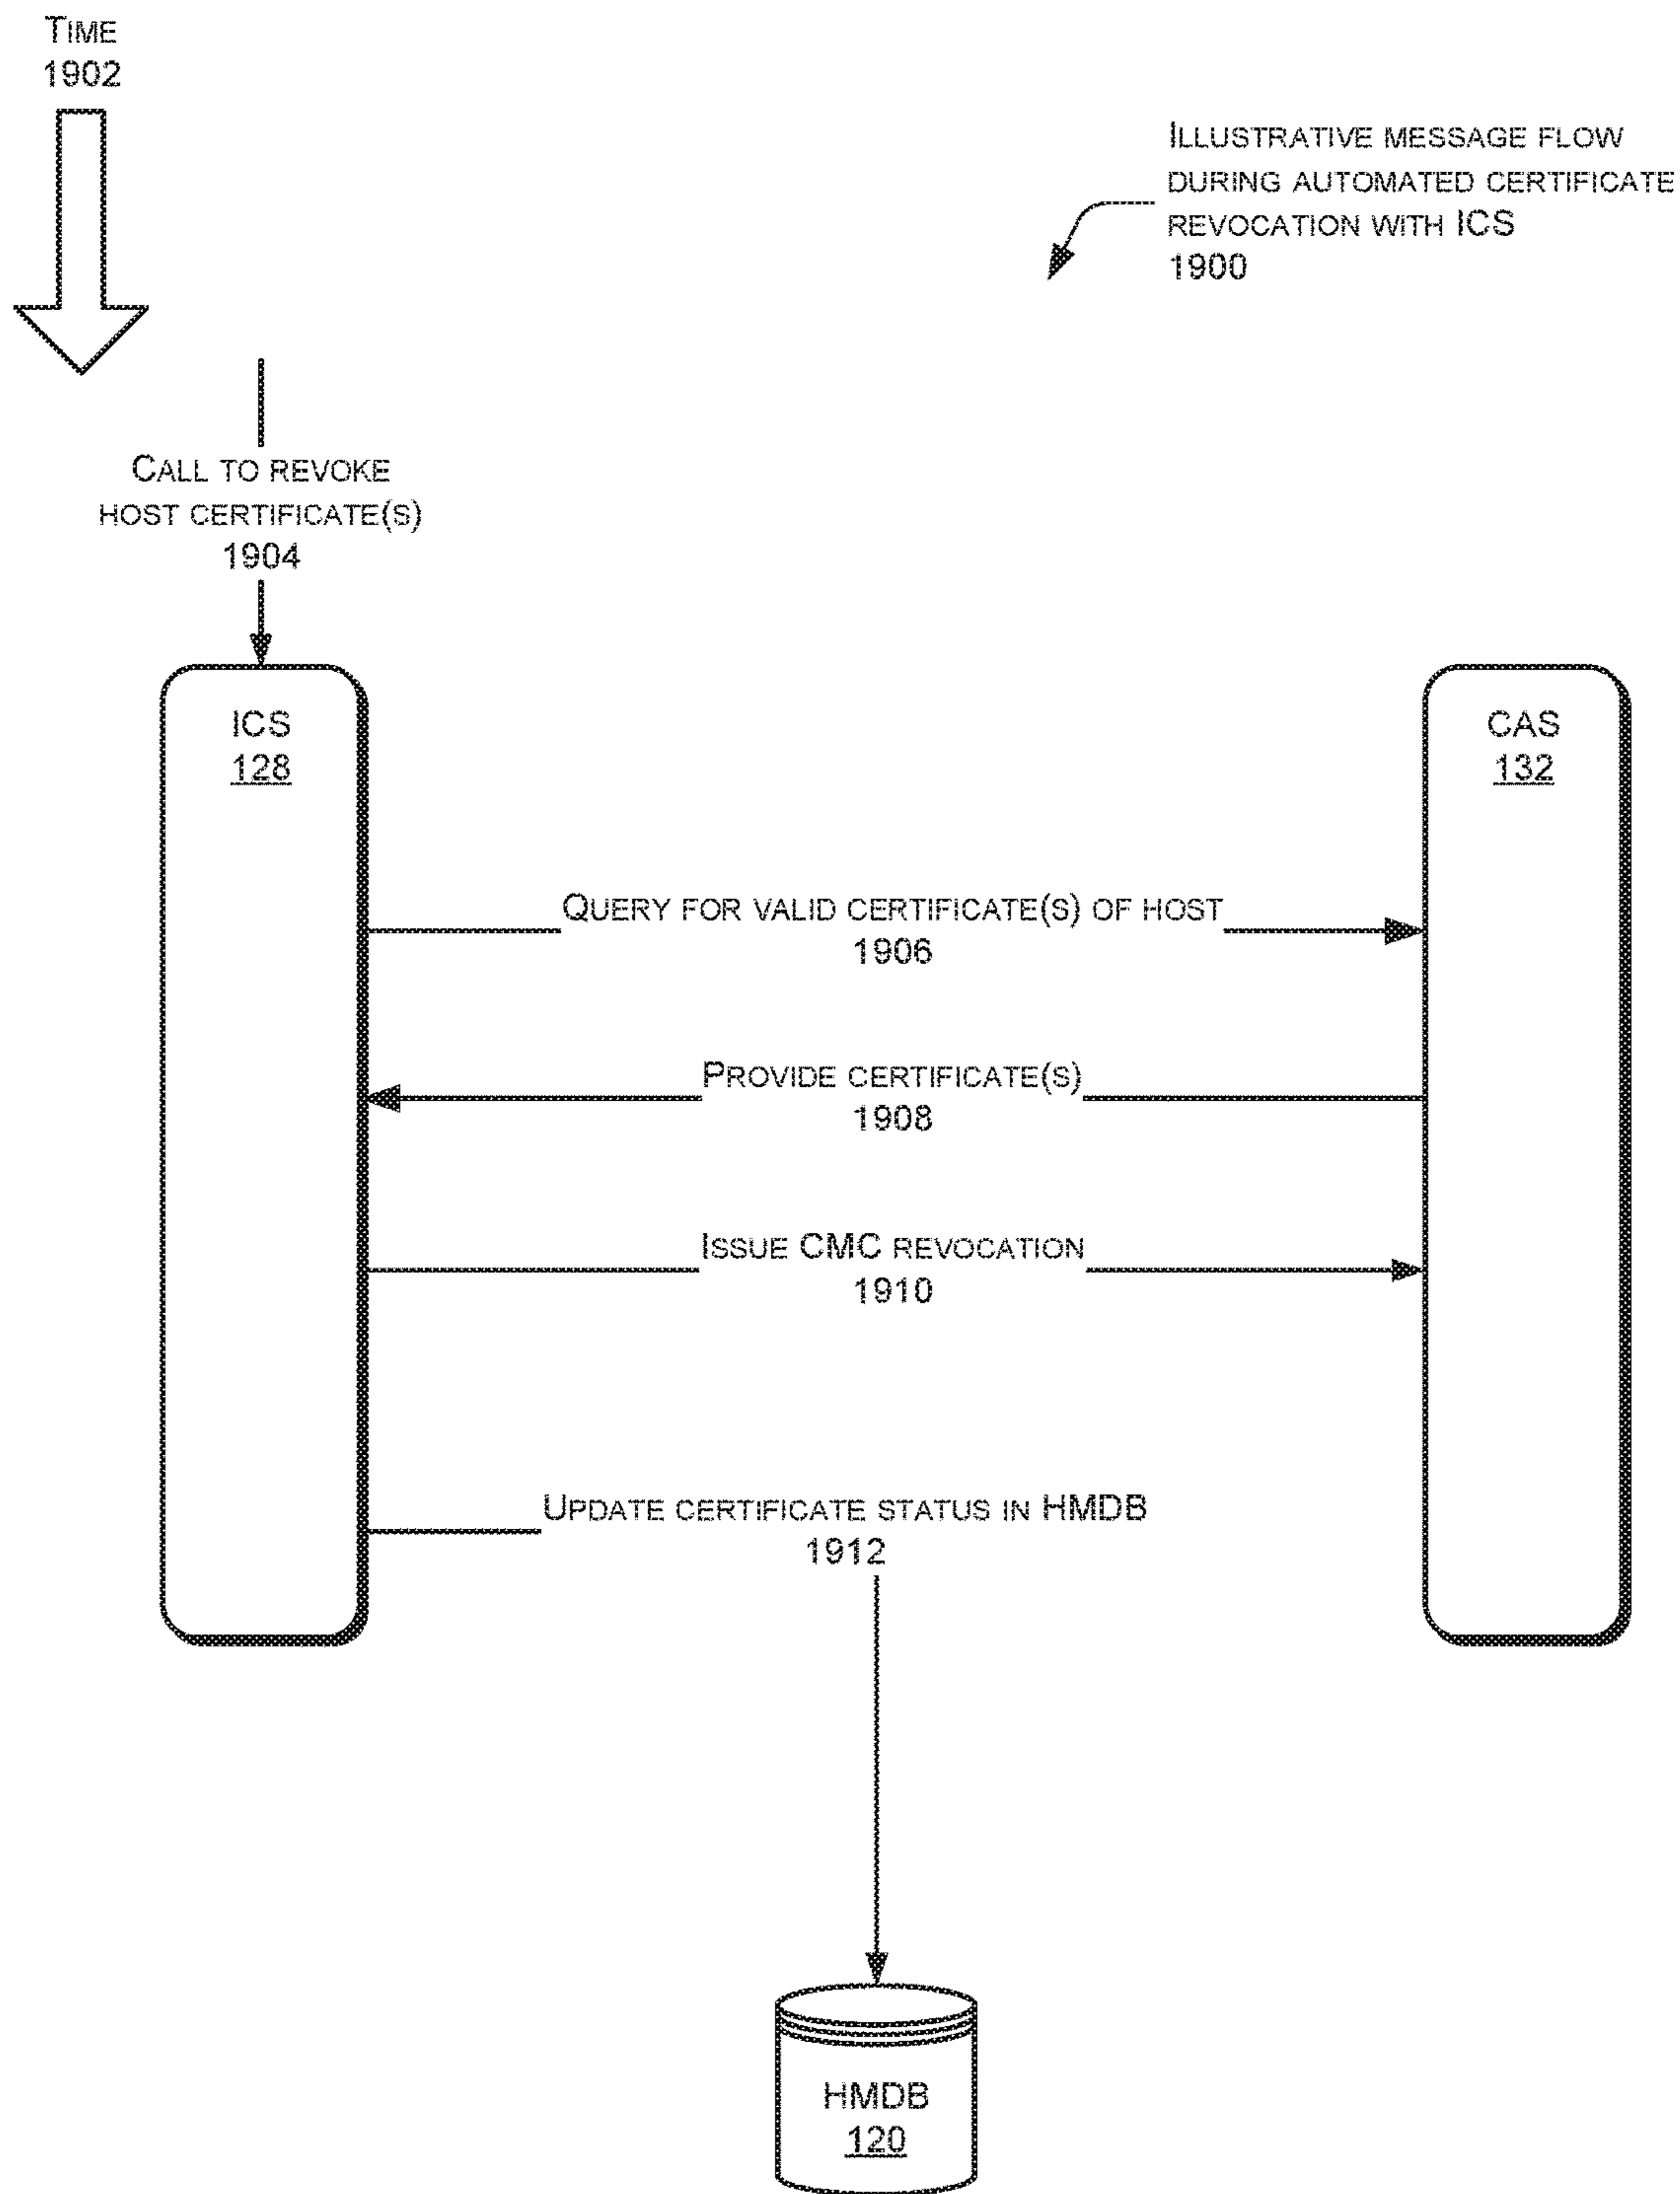 TIME
1902
ILLUSTRATIVE MESSAGE FLOW
DURING AUTOMATED CERTIFICATE
REVOCATION WITH ICS
1900
CALL TO REVOKE
HOST CERTIFICATE(S)
1904
ICS
128
CAS
132
QUERY FOR VALID CERTIFICATE(S) OF HOST
1906
PROVIDE CERTIFICATE(S)
1908
ISSUE CMC REVOCATION
1910
UPDATE CERTIFICATE STATUS IN HMDB
1912
HMDB
120